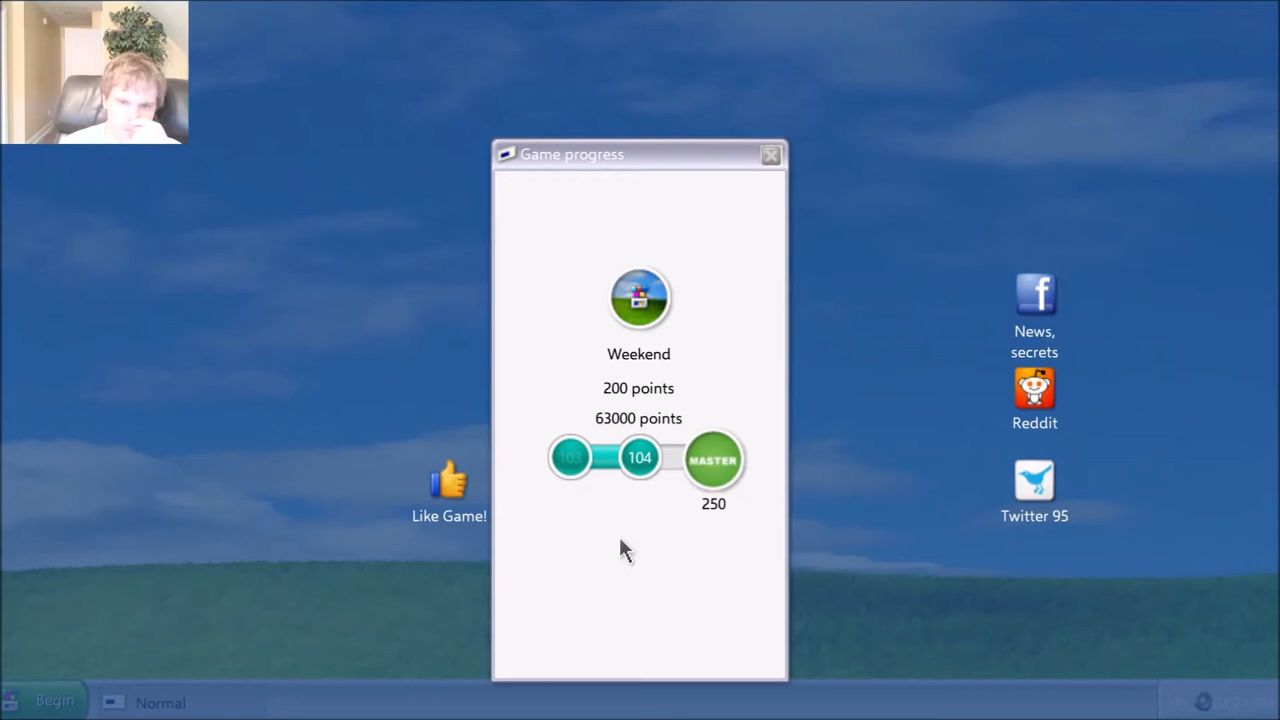 Game progress
Weekend
200 points
63000 points
103
104
MASTER
250
Like Game!
News,
secrets
Reddit
Twitter 95
Begin
Normal